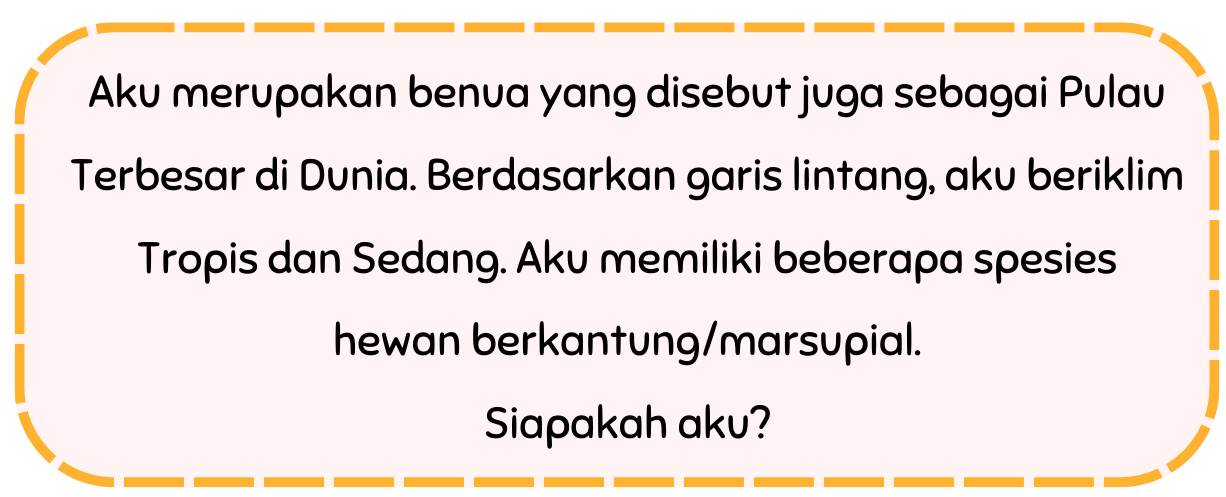 Aku merupakan benua yang disebut juga sebagai Pulau
Terbesar di Dunia. Berdasarkan garis lintang, aku beriklim
Tropis dan Sedang. Aku memiliki beberapa spesies
hewan berkantung/marsupial.
Siapakah aku?